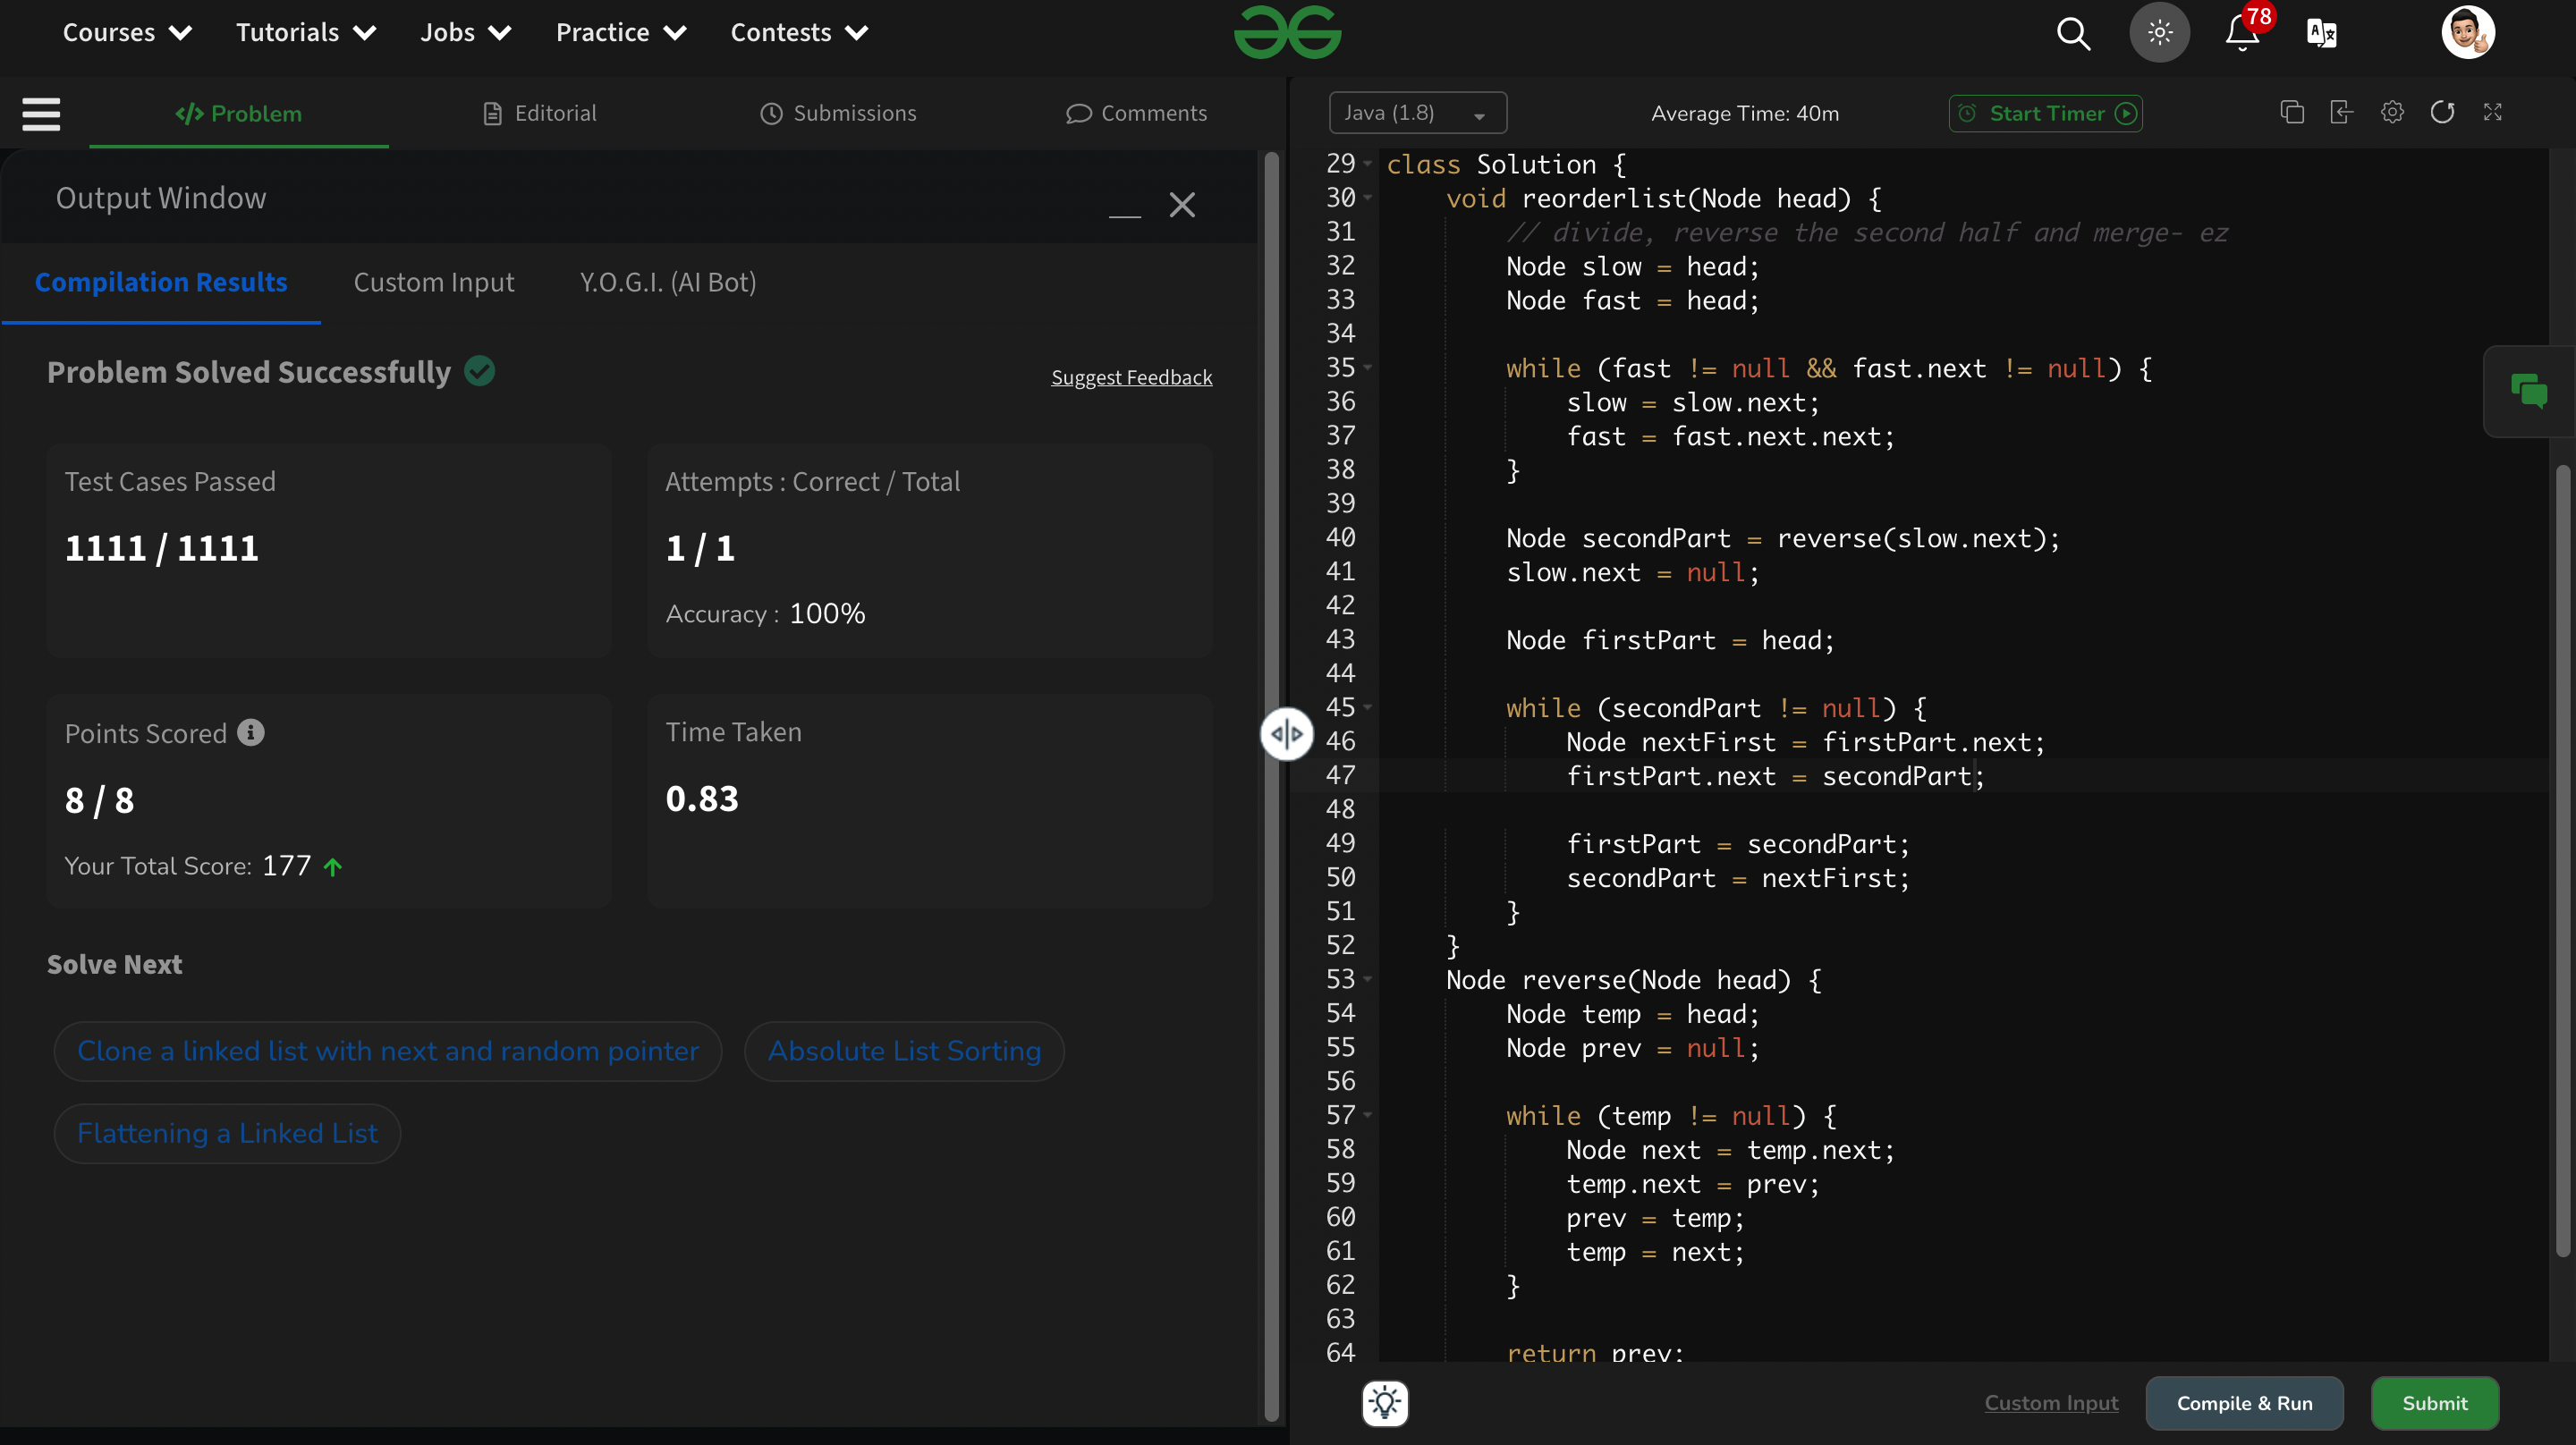 Courses Tutorials Jobs Practice Contests
78
Problem Editorial Submissions Comments
Output Window
Compilation Results Custom Input Y.O.G.I. (AI Bot)
Problem Solved Successfully
Suggest Feedback
Test Cases Passed
1111 / 1111
Attempts : Correct / Total
1 / 1
Accuracy : 100%
Points Scored
8 / 8
Your Total Score: 177
Time Taken
0.83
Solve Next
Clone a linked list with next and random pointer
Absolute List Sorting
Flattening a Linked List
Java (1.8)
Average Time: 40m
Start Timer
29 class Solution {
30     void reorderlist(Node head) {
31         // divide, reverse the second half and merge- ez
32         Node slow = head;
33         Node fast = head;
34
35         while (fast != null && fast.next != null) {
36             slow = slow.next;
37             fast = fast.next.next;
38         }
39
40         Node secondPart = reverse(slow.next);
41         slow.next = null;
42
43         Node firstPart = head;
44
45         while (secondPart != null) {
46             Node nextFirst = firstPart.next;
47             firstPart.next = secondPart;
48
49             firstPart = secondPart;
50             secondPart = nextFirst;
51         }
52     }
53     Node reverse(Node head) {
54         Node temp = head;
55         Node prev = null;
56
57         while (temp != null) {
58             Node next = temp.next;
59             temp.next = prev;
60             prev = temp;
61             temp = next;
62         }
63
64         return prev;
Custom Input
Compile & Run
Submit